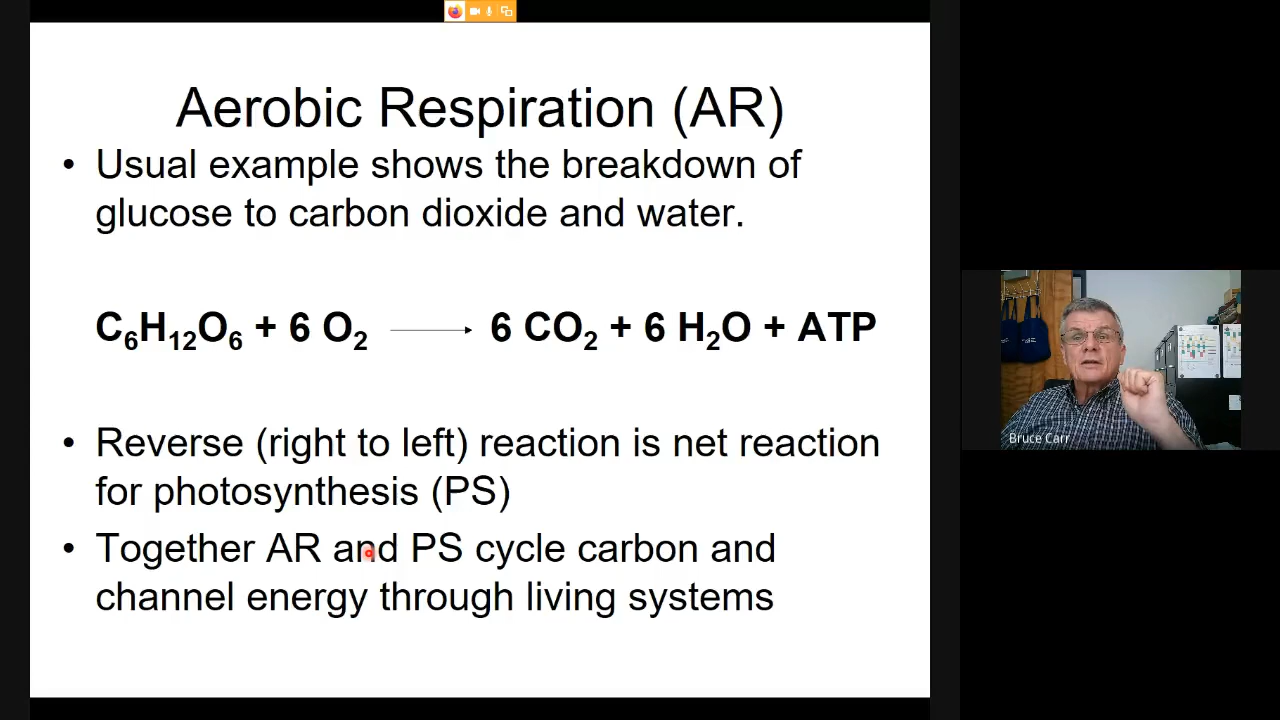 Aerobic Respiration (AR)
• Usual example shows the breakdown of
glucose to carbon dioxide and water.
C₆H₁₂O₆ + 6 O₂ → 6 CO₂ + 6 H₂O + ATP
• Reverse (right to left) reaction is net reaction
for photosynthesis (PS)
• Together AR and PS cycle carbon and
channel energy through living systems
Bruce Carr